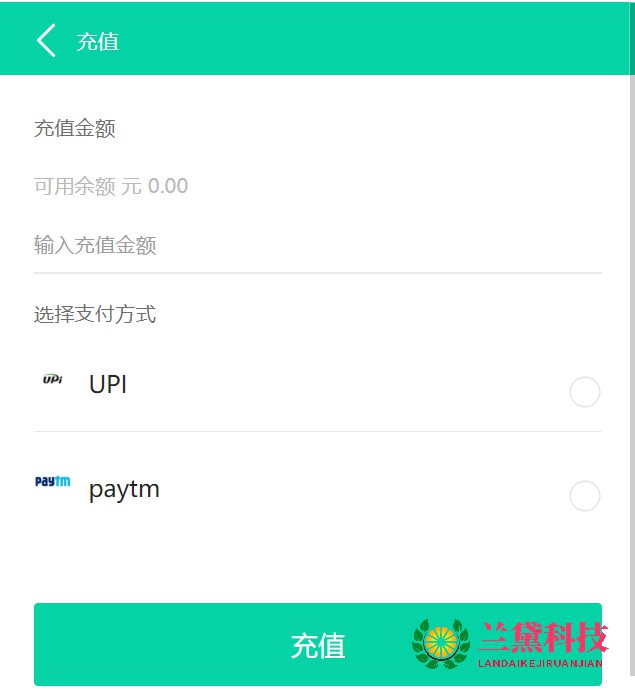 充值
充值金额
可用余额 元 0.00
输入充值金额
选择支付方式
UPI UPI
paytm paytm
充值
兰黛科技
LANDAIKEJIRUANJIAN